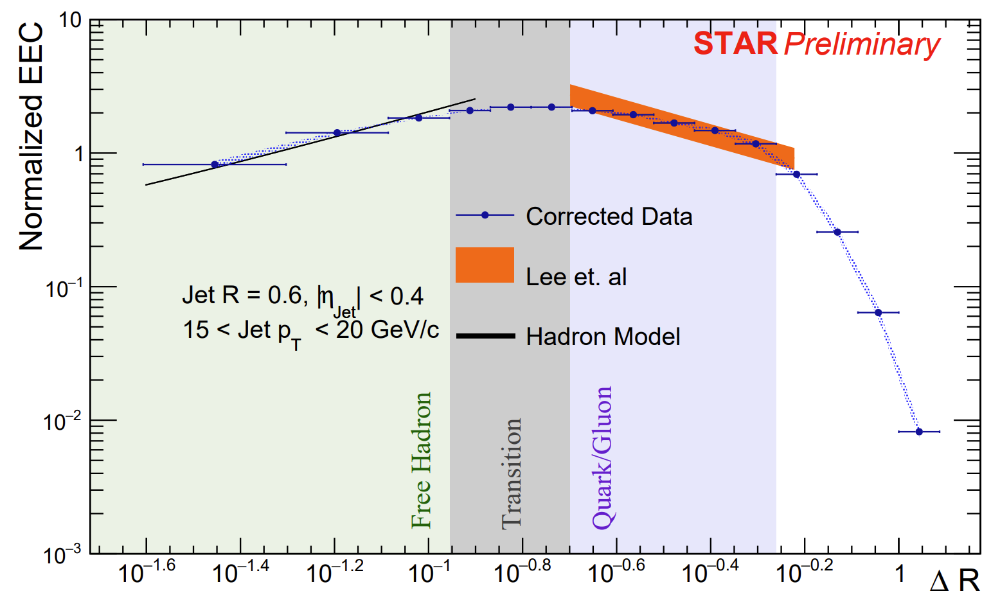 STAR Preliminary
Normalized EEC
10
1
10⁻¹
10⁻²
10⁻³
Corrected Data
Lee et. al
Hadron Model
Jet R = 0.6, |η_Jet| < 0.4
15 < Jet p_T < 20 GeV/c
Free Hadron
Transition
Quark/Gluon
10⁻¹·⁶ 10⁻¹·⁴ 10⁻¹·² 10⁻¹ 10⁻⁰·⁸ 10⁻⁰·⁶ 10⁻⁰·⁴ 10⁻⁰·² 1
Δ R